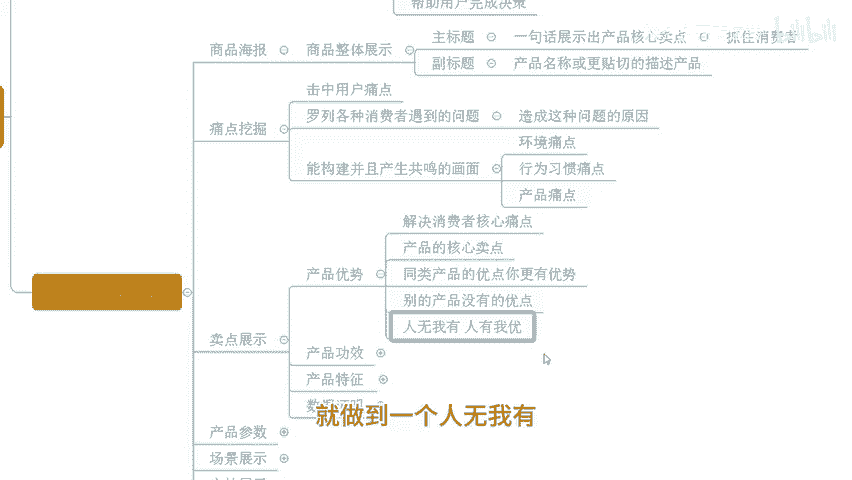 帮助用户完成决策
商品海报 商品整体展示 主标题 一句话展示出产品核心卖点 抓住消费者
副标题 产品名称或更贴切的描述产品
痛点挖掘 击中用户痛点
罗列各种消费者遇到的问题 造成这种问题的原因
能构建并且产生共鸣的画面 环境痛点
行为习惯痛点
产品痛点
卖点展示 产品优势 解决消费者核心痛点
产品的核心卖点
同类产品的优点你更有优势
别的产品没有的优点
人无我有 人有我优
产品功效
产品特征
就做到一个人无我有
产品参数
场景展示